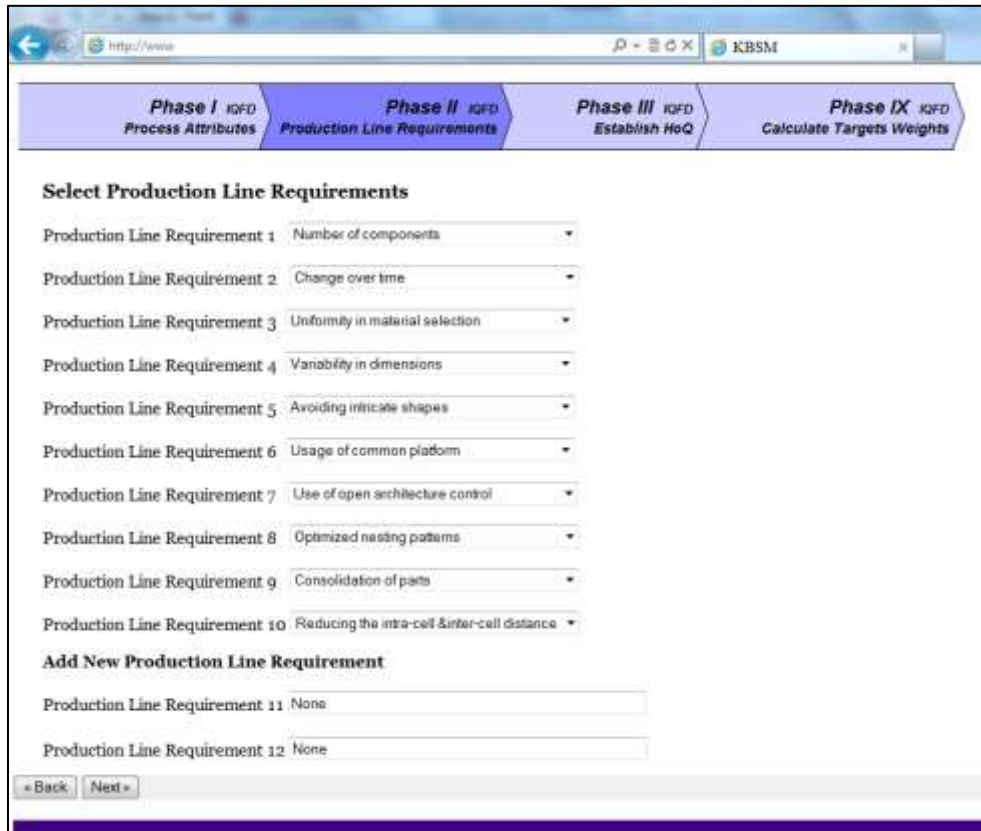 http://www
KBSM
Phase I IQFD
Process Attributes
Phase II IQFD
Production Line Requirements
Phase III IQFD
Establish HoQ
Phase IX IQFD
Calculate Targets Weights
Select Production Line Requirements
Production Line Requirement 1 Number of components
Production Line Requirement 2 Change over time
Production Line Requirement 3 Uniformity in material selection
Production Line Requirement 4 Variability in dimensions
Production Line Requirement 5 Avoiding intricate shapes
Production Line Requirement 6 Usage of common platform
Production Line Requirement 7 Use of open architecture control
Production Line Requirement 8 Optimized nesting patterns
Production Line Requirement 9 Consolidation of parts
Production Line Requirement 10 Reducing the intra-cell &inter-cell distance
Add New Production Line Requirement
Production Line Requirement 11 None
Production Line Requirement 12 None
« Back Next »